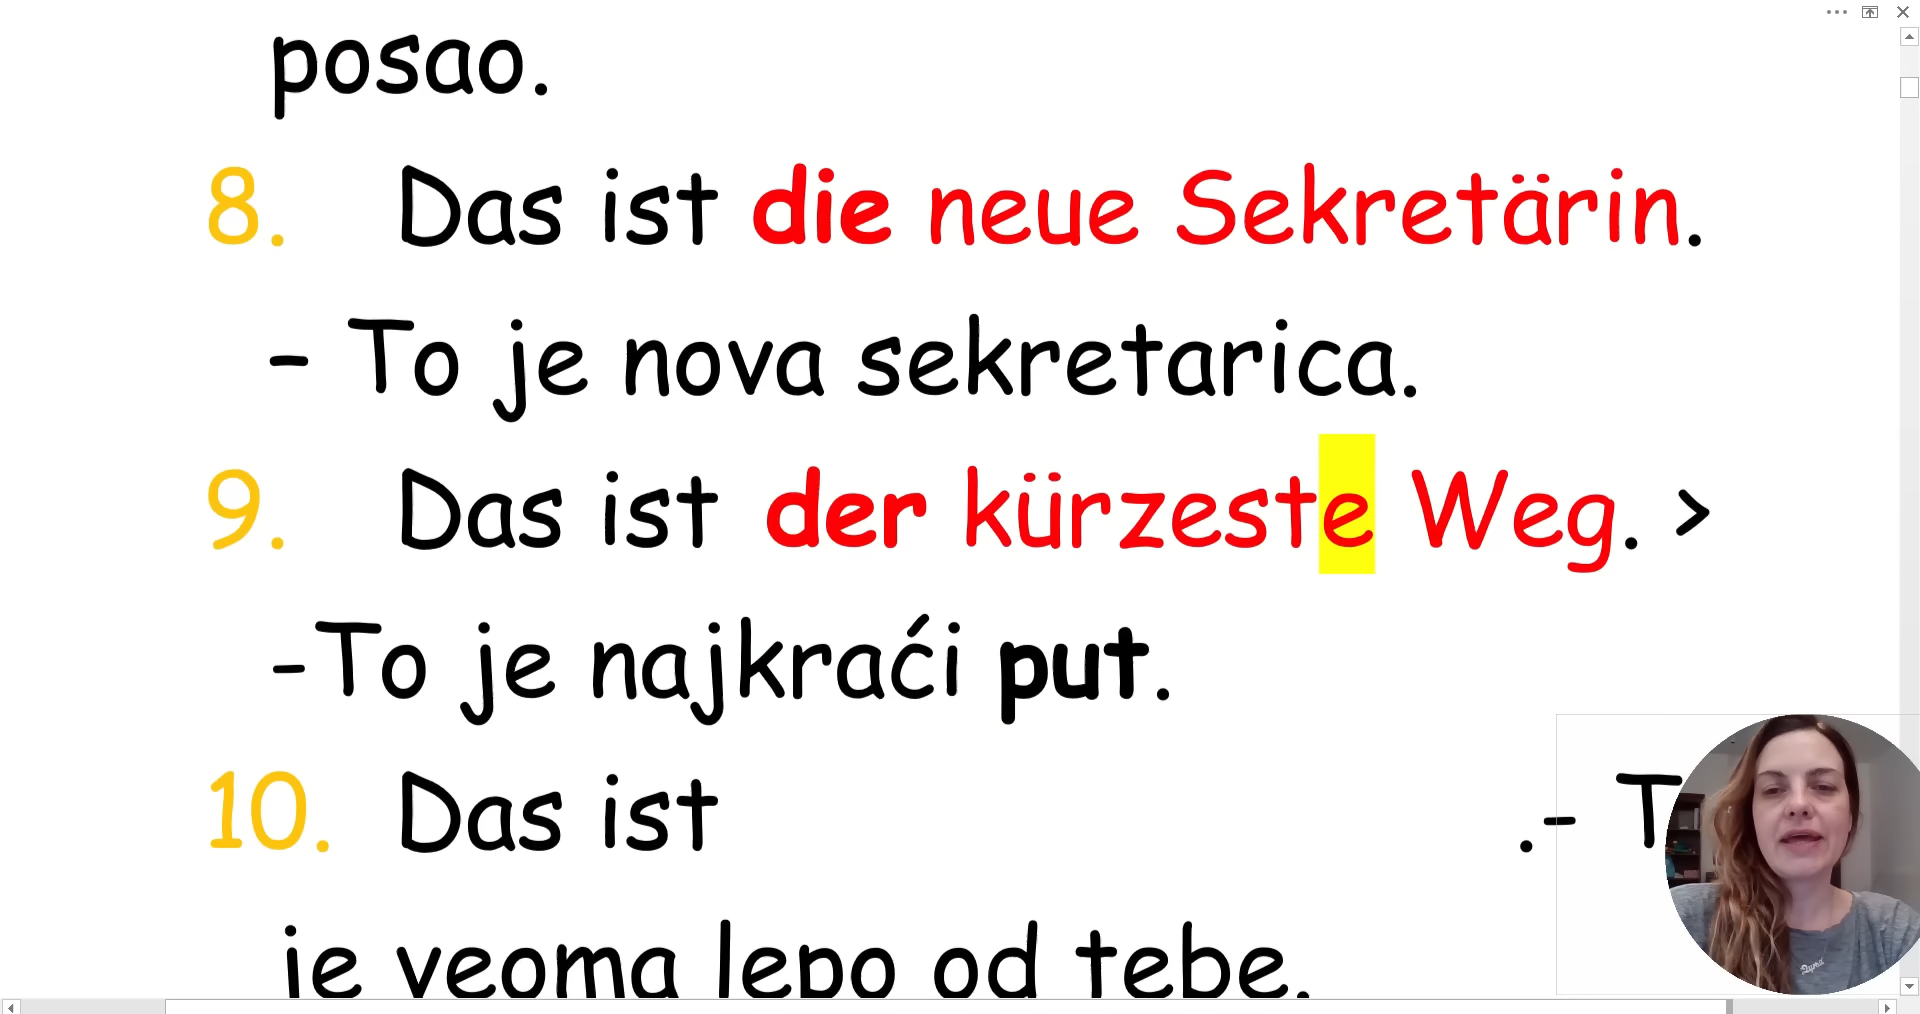 posao.
8. Das ist die neue Sekretärin.
– To je nova sekretarica.
9. Das ist der kürzeste Weg. >
-To je najkraći put.
10. Das ist .- T
je veoma lepo od tebe.